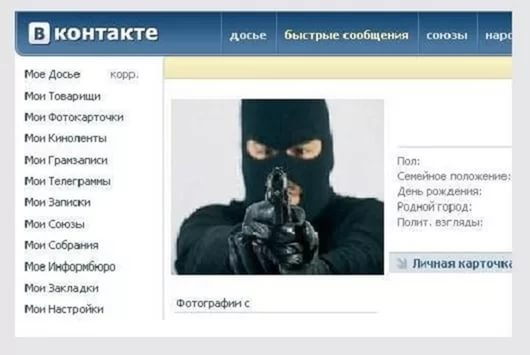 В контакте
досье быстрые сообщения союзы
Мое Досье корр.
Мои Товарищи
Мои Фотокарточки
Мои Киноленты
Мои Грамзаписи
Мои Телеграммы
Мои Записки
Мои Союзы
Мои Собрания
Мое Информбюро
Мои Закладки
Мои Настройки
Пол:
Семейное положение:
День рождения:
Родной город:
Полит. взгляды:
Личная карточка
Фотографии с